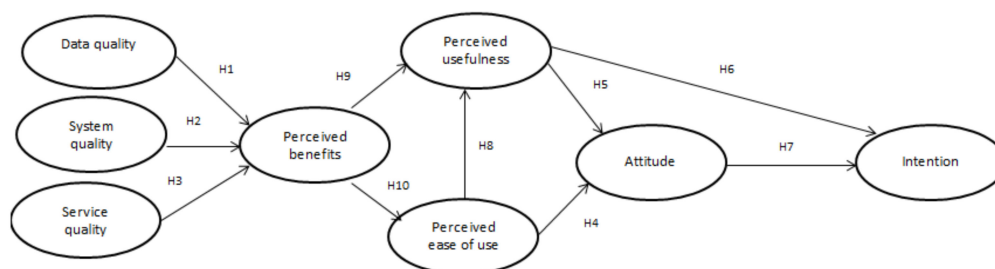 Data quality
H1
System
quality
H2
Service
quality
H3
Perceived
benefits
H9
H10
Perceived
usefulness
H8
Perceived
ease of use
H5
H4
H6
Attitude
H7
Intention